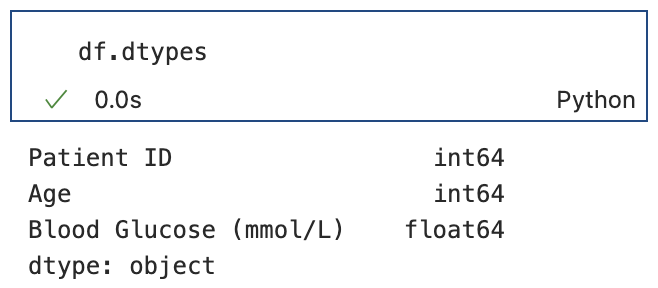 df.dtypes
✓ 0.0s Python
Patient ID int64
Age int64
Blood Glucose (mmol/L) float64
dtype: object